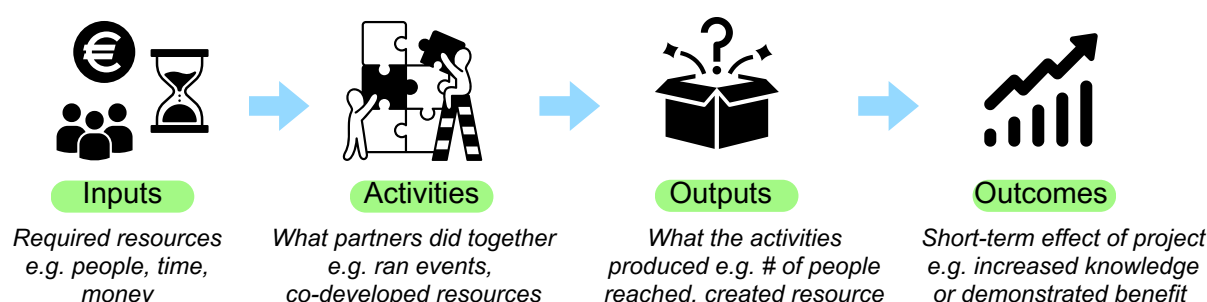 Inputs
Required resources
e.g. people, time,
money
Activities
What partners did together
e.g. ran events,
co-developed resources
Outputs
What the activities
produced e.g. # of people
reached, created resource
Outcomes
Short-term effect of project
e.g. increased knowledge
or demonstrated benefit